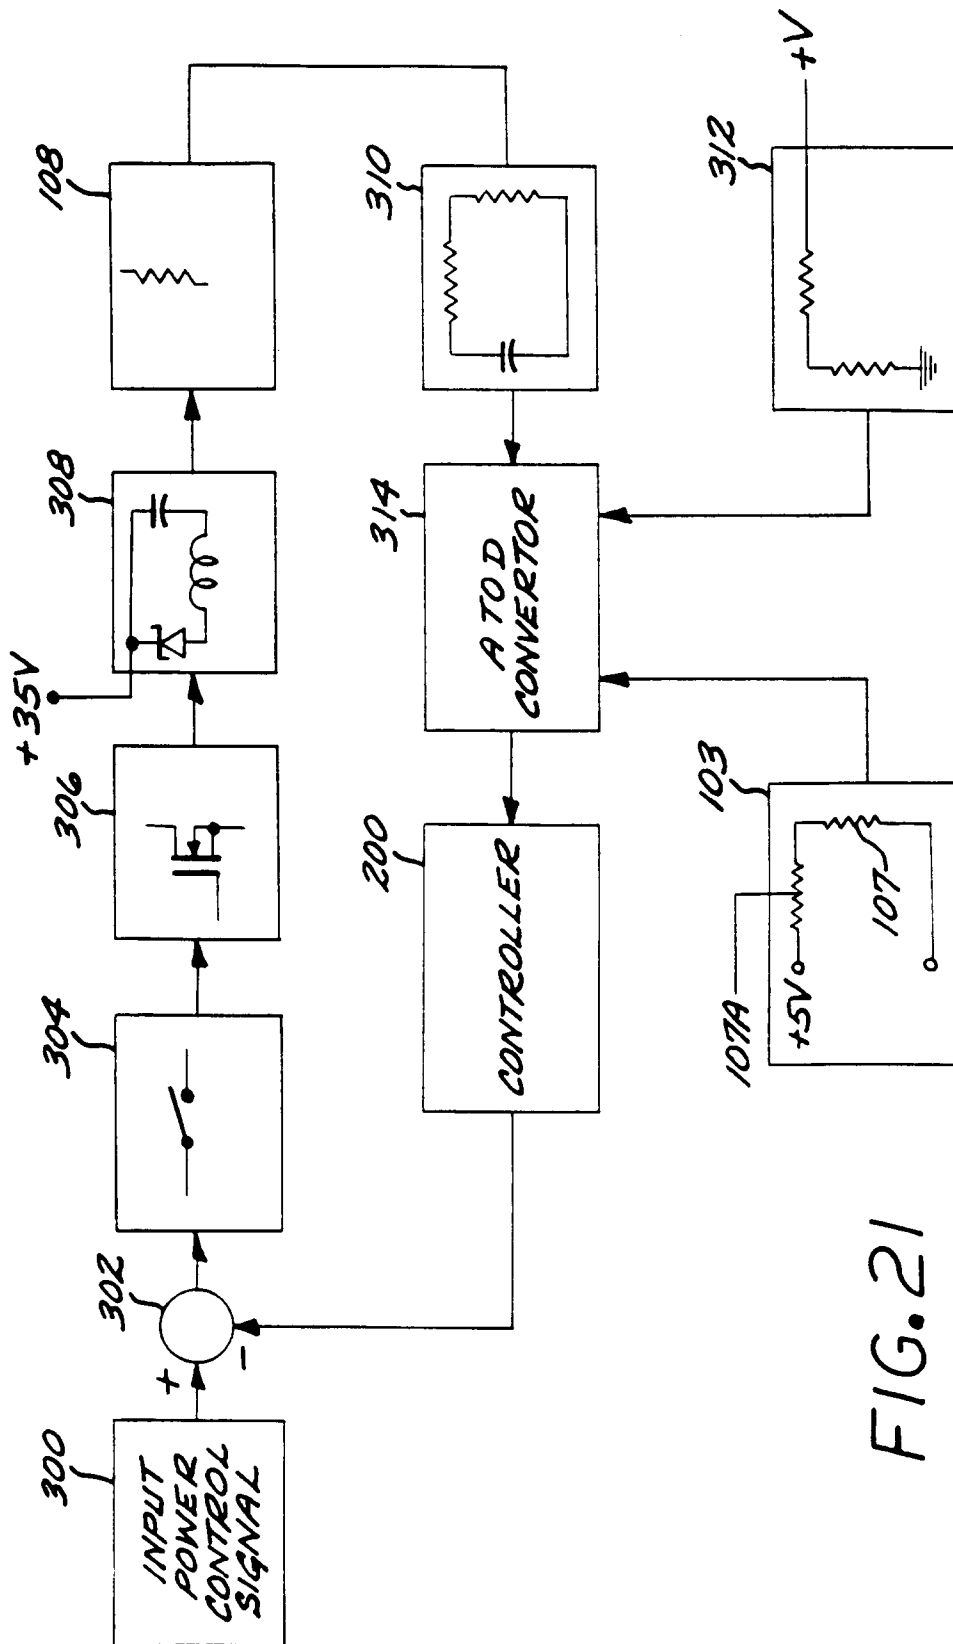 300
INPUT
POWER
CONTROL
SIGNAL
+
-
302
304
306
+35V
308
108
200
CONTROLLER
314
A TO D
CONVERTOR
310
107A
+5V
107
103
312
+V
FIG. 21